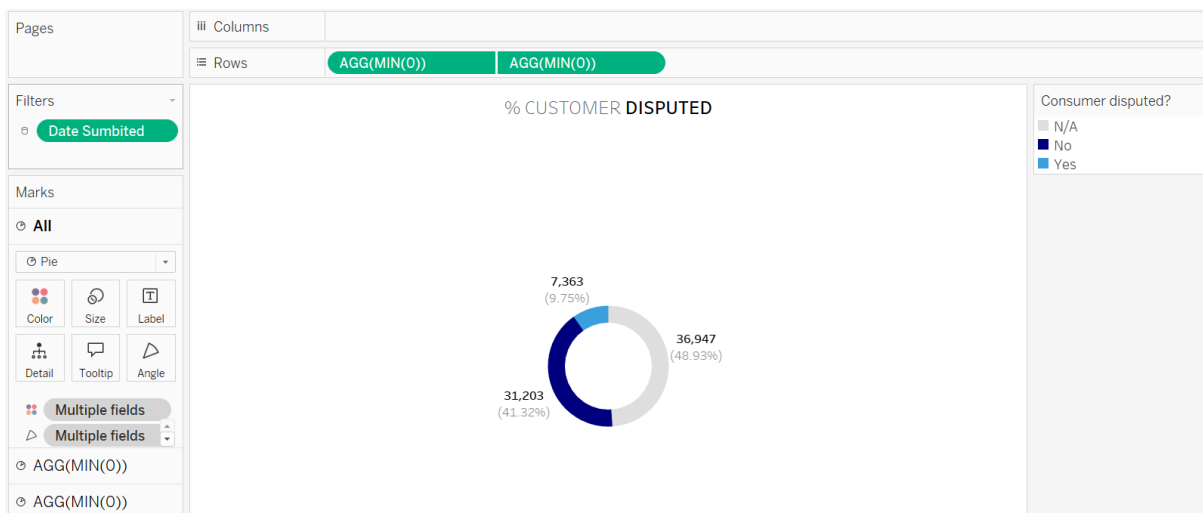 Pages
iii Columns
Rows
AGG(MIN(0))
AGG(MIN(0))
Filters
Date Sumbited
Marks
All
Pie
Color
Size
Label
Detail
Tooltip
Angle
Multiple fields
Multiple fields
AGG(MIN(0))
AGG(MIN(0))
% CUSTOMER DISPUTED
7,363
(9.75%)
36,947
(48.93%)
31,203
(41.32%)
Consumer disputed?
N/A
No
Yes